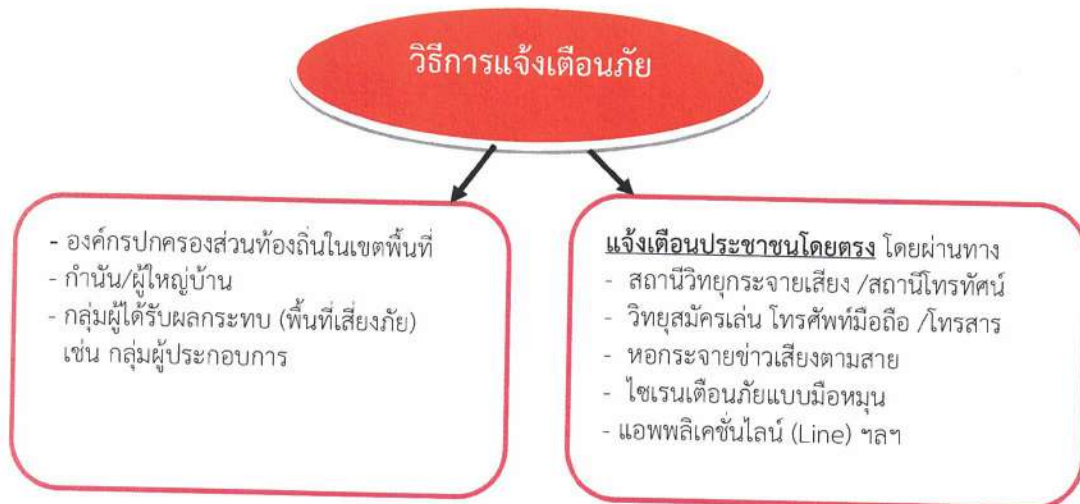 วิธีการแจ้งเตือนภัย
- องค์กรปกครองส่วนท้องถิ่นในเขตพื้นที่
- กำนัน/ผู้ใหญ่บ้าน
- กลุ่มผู้ได้รับผลกระทบ (พื้นที่เสี่ยงภัย)
เช่น กลุ่มผู้ประกอบการ
แจ้งเตือนประชาชนโดยตรง โดยผ่านทาง
- สถานีวิทยุกระจายเสียง /สถานีโทรทัศน์
- วิทยุสมัครเล่น โทรศัพท์มือถือ /โทรสาร
- หอกระจายข่าวเสียงตามสาย
- ไซเรนเตือนภัยแบบมือหมุน
- แอพพลิเคชั่นไลน์ (Line) ฯลฯ